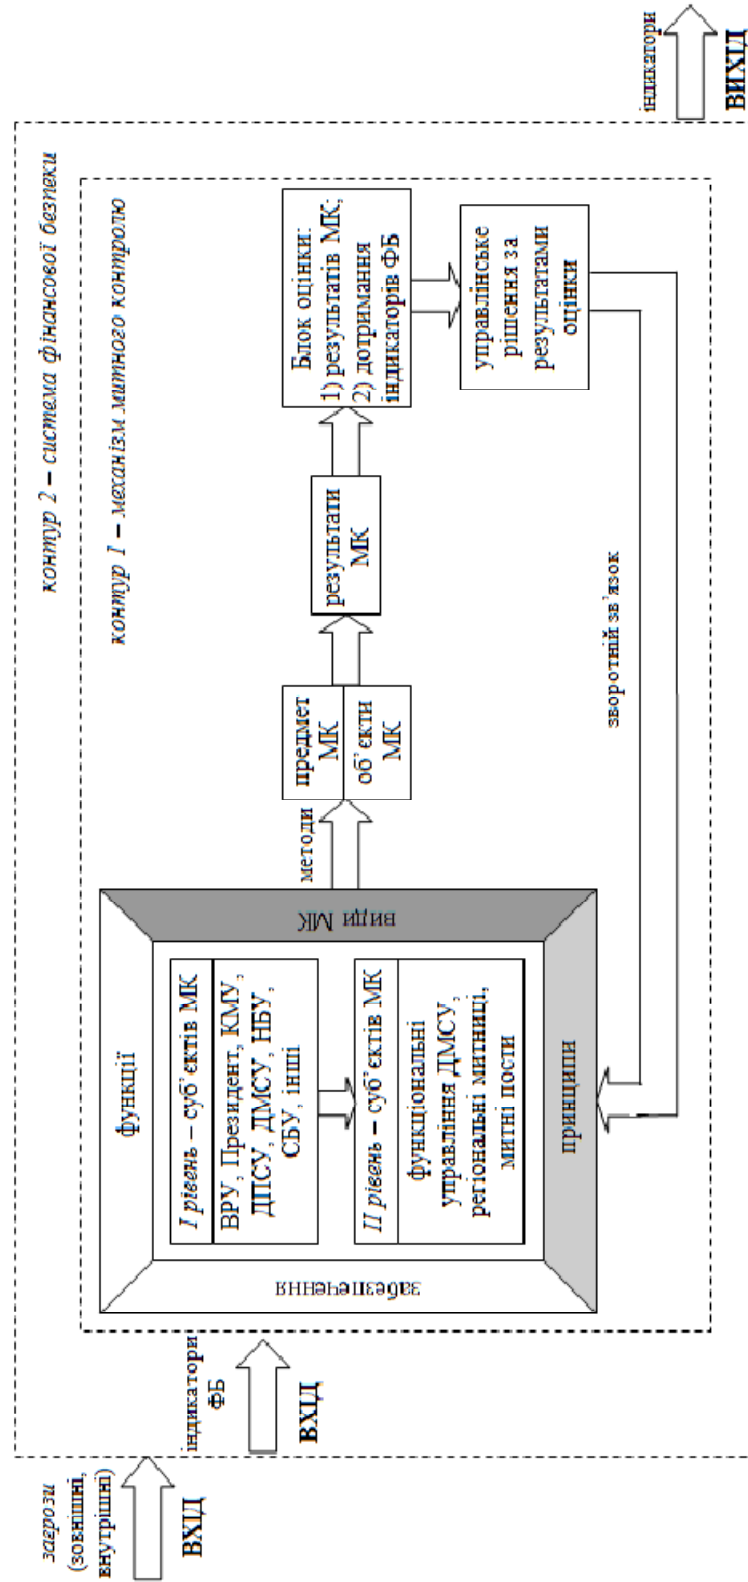 контур 2 – система фінансової безпеки
контур 1 – механізм митного контролю
загрози
(зовнішні,
внутрішні)
ВХІД
індикатори
ФБ
ВХІД
функції
забезпечення
види МК
принципи
І рівень – суб’єктів МК
ВРУ, Президент, КМУ,
ДПСУ, ДМСУ, НБУ,
СБУ, інші
ІІ рівень – суб’єктів МК
функціональні
управління ДМСУ,
регіональні митниці,
митні пости
методи
предмет
МК
об’єкти
МК
результати
МК
Блок оцінки:
1) результатів МК;
2) дотримання
індикаторів ФБ
управлінське
рішення за
результатами
оцінки
зворотній зв’язок
індикатори
ВИХІД